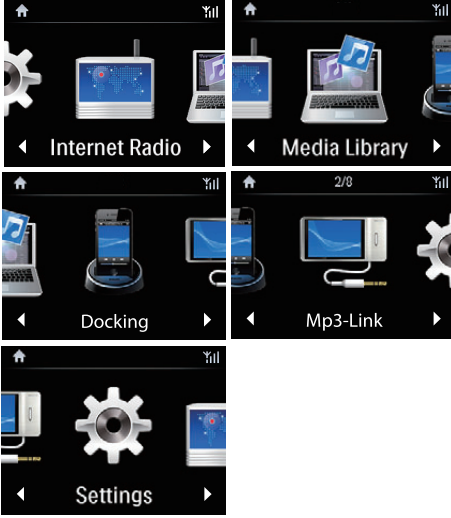 Internet Radio
Media Library
Docking
2/8
Mp3-Link
Settings